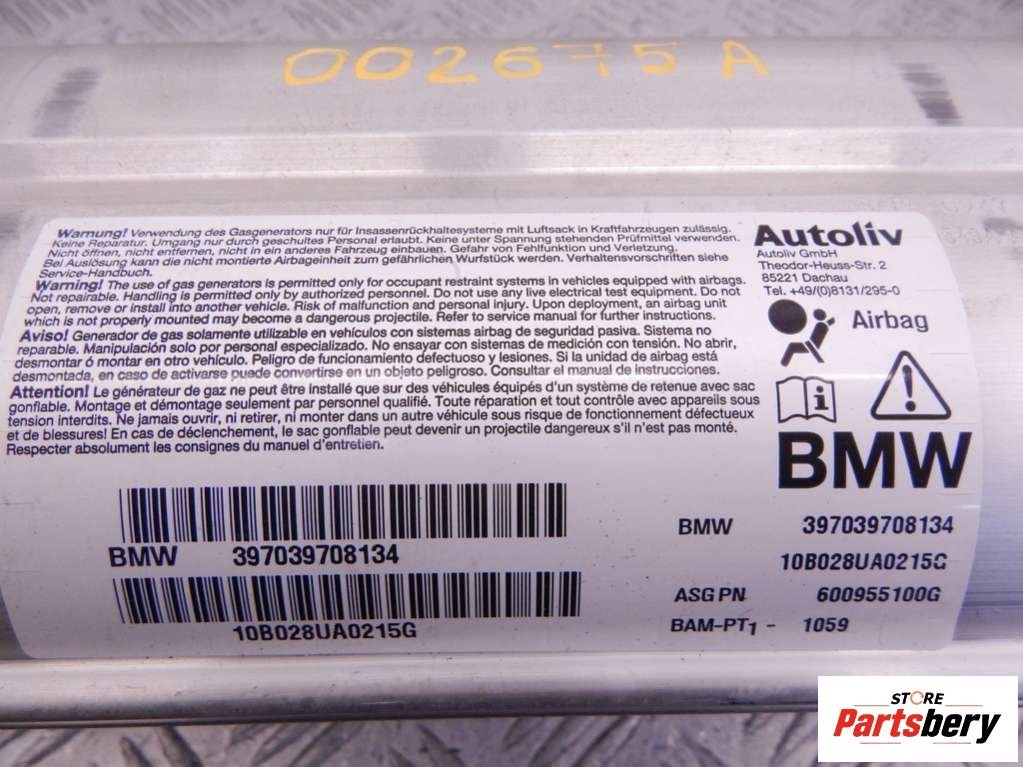 002675 A
Warnung! Verwendung des Gasgenerators nur für Insassenrückhaltesysteme mit Luftsack in Kraftfahrzeugen zulässig.
Keine Reparatur. Umgang nur durch geschultes Personal erlaubt. Keine unter Spannung stehenden Prüfmittel verwenden.
Nicht öffnen, nicht entfernen, nicht in ein anderes Fahrzeug einbauen. Gefahr von Fehlfunktion und Verletzung.
Bei Auslösung kann die nicht montierte Airbageinheit zum gefährlichen Wurfstück werden. Verhaltensvorschriften siehe
Service-Handbuch.
Warning! The use of gas generators is permitted only for occupant restraint systems in vehicles equipped with airbags.
Not repairable. Handling is permitted only by authorized personnel. Do not use any live electrical test equipment. Do not
open, remove or install into another vehicle. Risk of malfunction and personal injury. Upon deployment, an airbag unit
which is not properly mounted may become a dangerous projectile. Refer to service manual for further instructions.
Aviso! Generador de gas solamente utilizable en vehículos con sistemas airbag de seguridad pasiva. Sistema no
reparable. Manipulación solo por personal especializado. No ensayar con sistemas de medición con tensión. No abrir,
desmontar ó montar en otro vehículo. Peligro de funcionamiento defectuoso y lesiones. Si la unidad de airbag está
desmontada, en caso de activarse puede convertirse en un objeto peligroso. Consultar el manual de instrucciones.
Attention! Le générateur de gaz ne peut être installé que sur des véhicules équipés d'un système de retenue avec sac
gonflable. Montage et démontage seulement par personnel qualifié. Toute réparation et tout contrôle avec appareils sous
tension interdits. Ne jamais ouvrir, ni retirer, ni monter dans un autre véhicule sous risque de fonctionnement défectueux
et de blessures! En cas de déclenchement, le sac gonflable peut devenir un projectile dangereux s'il n'est pas monté.
Respecter absolument les consignes du manuel d'entretien.
Autoliv
Autoliv GmbH
Theodor-Heuss-Str. 2
85221 Dachau
Tel. +49/(0)8131/295-0
Airbag
BMW
BMW 397039708134
10B028UA0215G
BMW 397039708134
10B028UA0215G
ASG PN 600955100G
BAM-PT1 - 1059
STORE
Partsbery